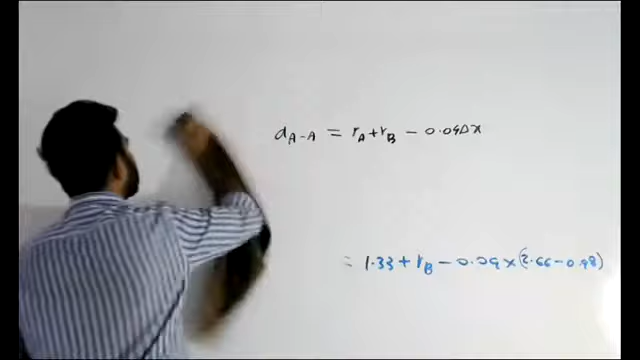 d_A-A = r_A + r_B - 0.09Δx
= 1.33 + r_B - 0.09 × (2.66 - 0.98)